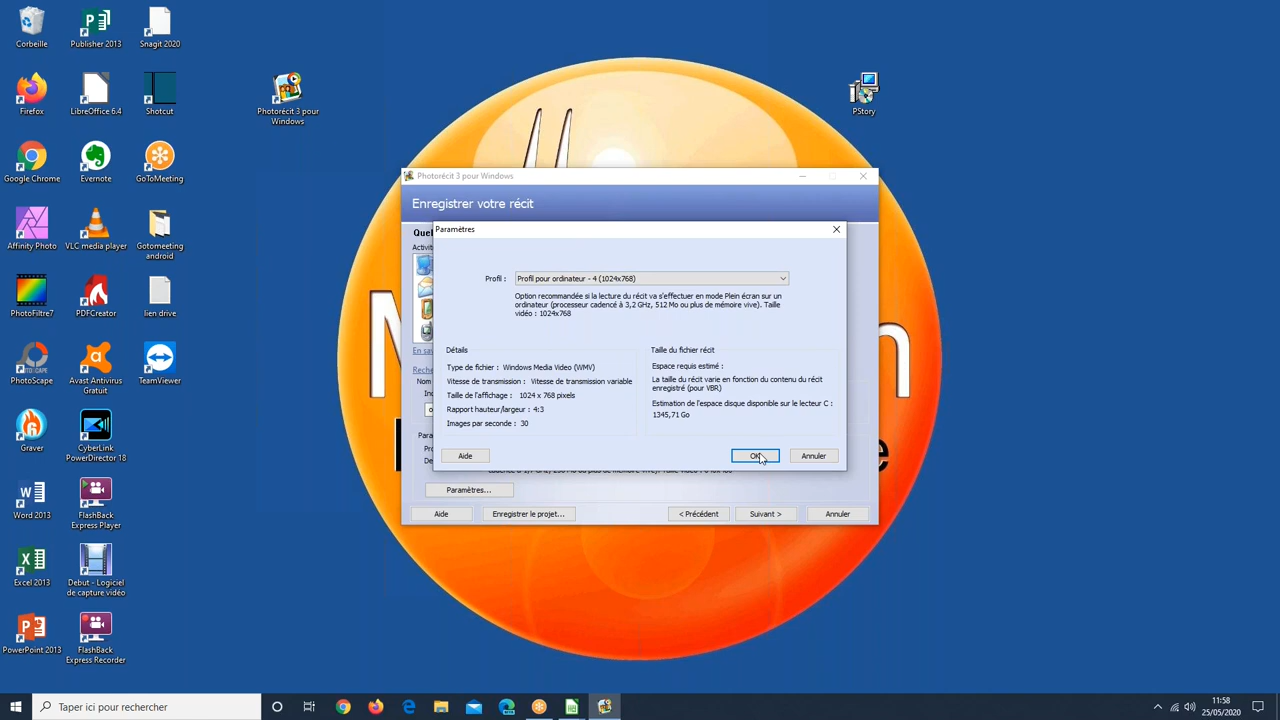 Corbeille
Publisher 2013
Snagit 2020
Firefox
LibreOffice 6.4
Shotcut
Photorécit 3 pour
Windows
PStory
Google Chrome
Evernote
GoToMeeting
Affinity Photo
VLC media player
Gotomeeting
android
PhotoFiltre7
PDFCreator
lien drive
PhotoScape
Avast Antivirus
Gratuit
TeamViewer
Graver
CyberLink
PowerDirector 18
Word 2013
FlashBack
Express Player
Excel 2013
Debut - Logiciel
de capture vidéo
PowerPoint 2013
FlashBack
Express Recorder
Photorécit 3 pour Windows
Enregistrer votre récit
Paramètres
Profil :
Profil pour ordinateur - 4 (1024x768)
Option recommandée si la lecture du récit va s'effectuer en mode Plein écran sur un
ordinateur (processeur cadencé à 3,2 GHz, 512 Mo ou plus de mémoire vive). Taille
vidéo : 1024x768
Détails
Type de fichier : Windows Media Video (WMV)
Vitesse de transmission : Vitesse de transmission variable
Taille de l'affichage : 1024 x 768 pixels
Rapport hauteur/largeur : 4:3
Images par seconde : 30
Taille du fichier récit
Espace requis estimé :
La taille du récit varie en fonction du contenu du récit
enregistré (pour VBR)
Estimation de l'espace disque disponible sur le lecteur C :
1345,71 Go
Aide
OK
Annuler
Paramètres...
Aide
Enregistrer le projet...
< Précédent
Suivant >
Annuler
Taper ici pour rechercher
11:58
25/05/2020